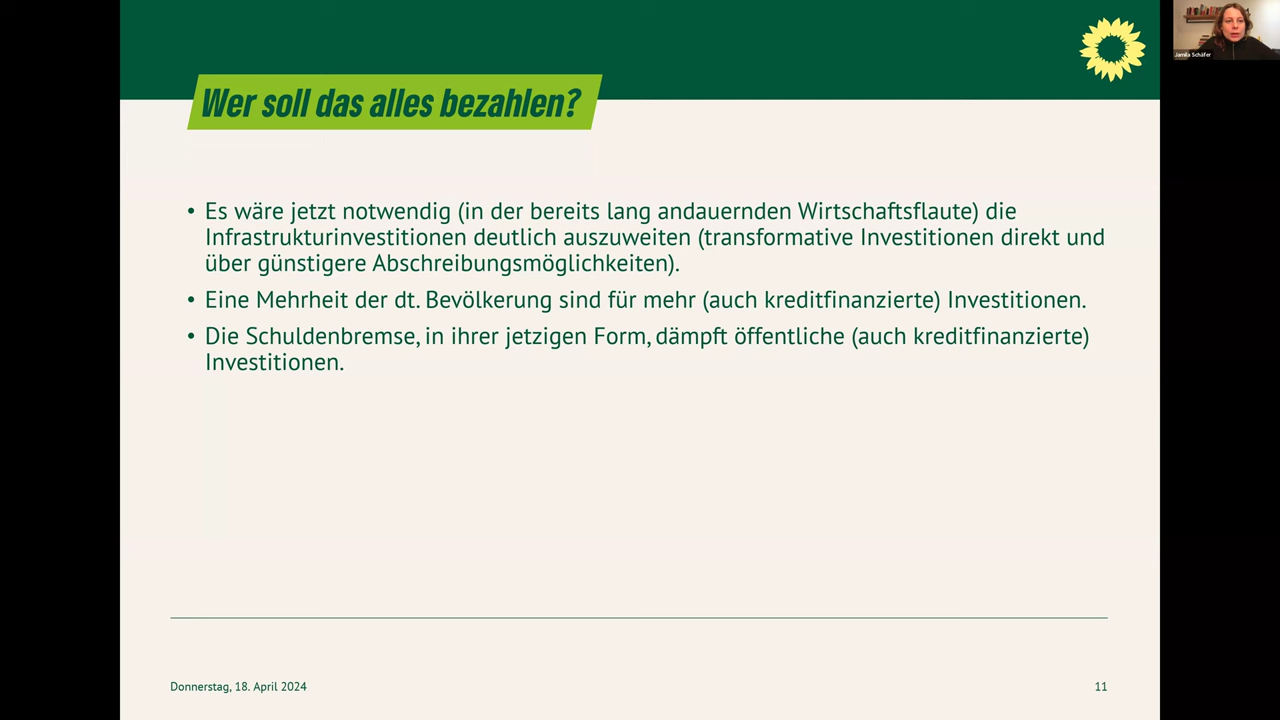 Wer soll das alles bezahlen?
Jamila Schäfer
• Es wäre jetzt notwendig (in der bereits lang andauernden Wirtschaftsflaute) die
Infrastrukturinvestitionen deutlich auszuweiten (transformative Investitionen direkt und
über günstigere Abschreibungsmöglichkeiten).
• Eine Mehrheit der dt. Bevölkerung sind für mehr (auch kreditfinanzierte) Investitionen.
• Die Schuldenbremse, in ihrer jetzigen Form, dämpft öffentliche (auch kreditfinanzierte)
Investitionen.
Donnerstag, 18. April 2024
11